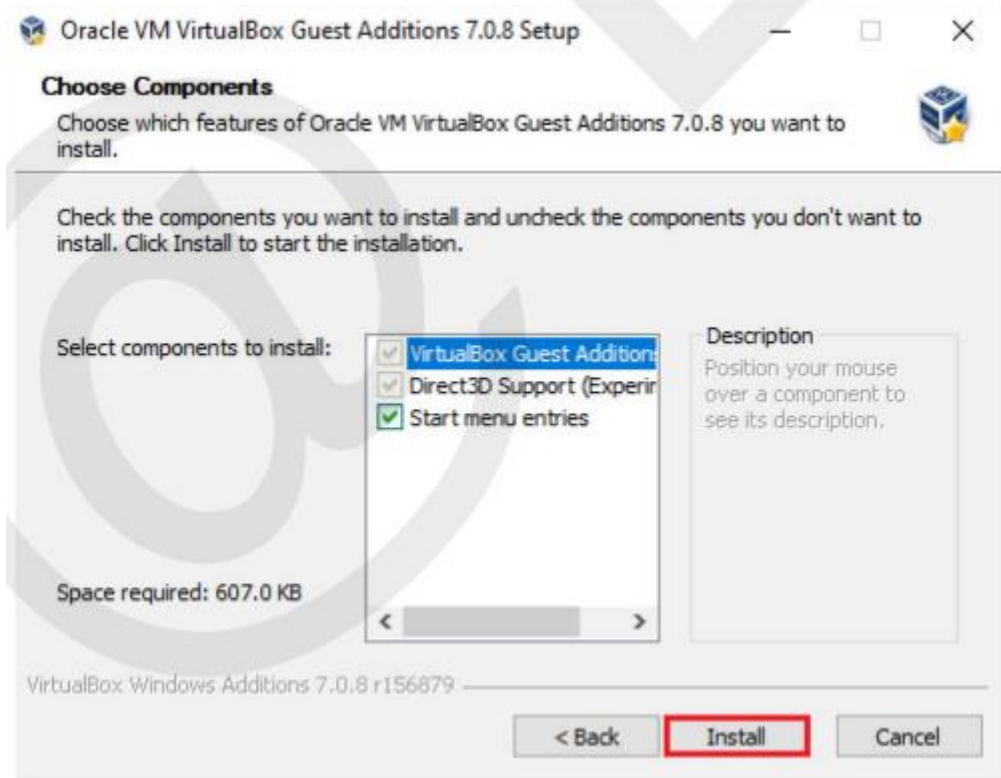 Oracle VM VirtualBox Guest Additions 7.0.8 Setup
Choose Components
Choose which features of Oracle VM VirtualBox Guest Additions 7.0.8 you want to
install.
Check the components you want to install and uncheck the components you don't want to
install. Click Install to start the installation.
Select components to install:
VirtualBox Guest Additions
Direct3D Support (Experir
Start menu entries
Description
Position your mouse
over a component to
see its description.
Space required: 607.0 KB
VirtualBox Windows Additions 7.0.8 r156879
< Back
Install
Cancel